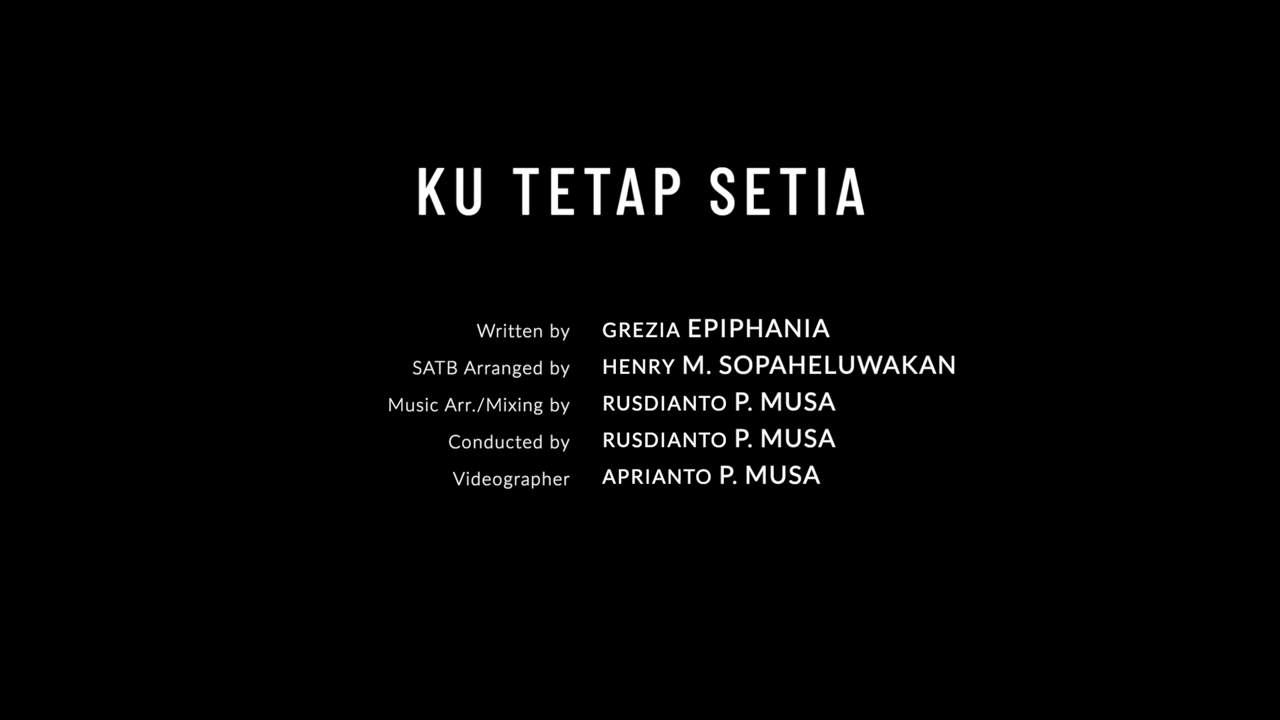 KU TETAP SETIA
Written by GREZIA EPIPHANIA
SATB Arranged by HENRY M. SOPAHELUWAKAN
Music Arr./Mixing by RUSDIANTO P. MUSA
Conducted by RUSDIANTO P. MUSA
Videographer APRIANTO P. MUSA